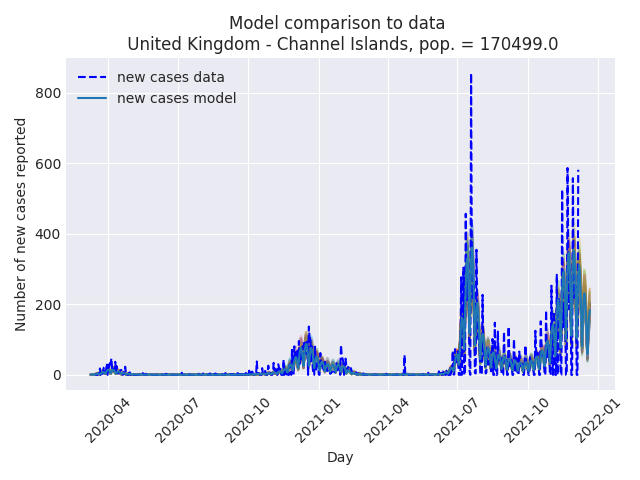 Model comparison to data
United Kingdom - Channel Islands, pop. = 170499.0
new cases data
new cases model
Number of new cases reported
800
600
400
200
0
2020-04
2020-07
2020-10
2021-01
2021-04
2021-07
2021-10
2022-01
Day